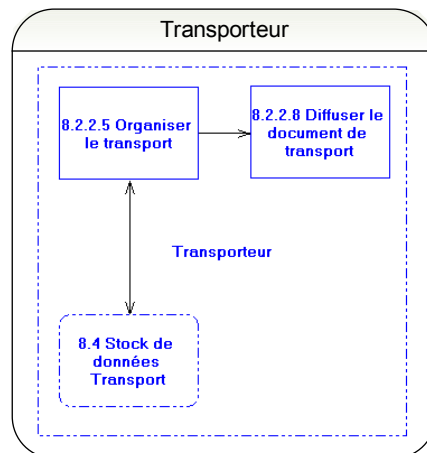 Transporteur
8.2.2.5 Organiser
le transport
8.2.2.8 Diffuser le
document de
transport
Transporteur
8.4 Stock de
données
Transport